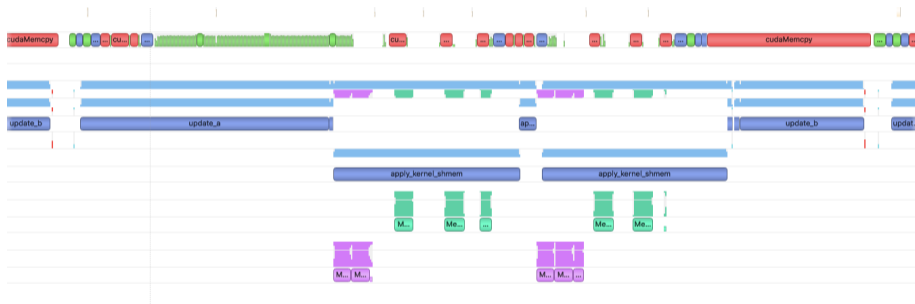 cudaMemcpy cu... ... cu... ... ... ... ... ... ... ... ... cudaMemcpy ... ...
update_b update_a ap... update_b updat...
apply_kernel_shmem apply_kernel_shmem
M... Me... ... Me... Me...
M... M... M... M... ...